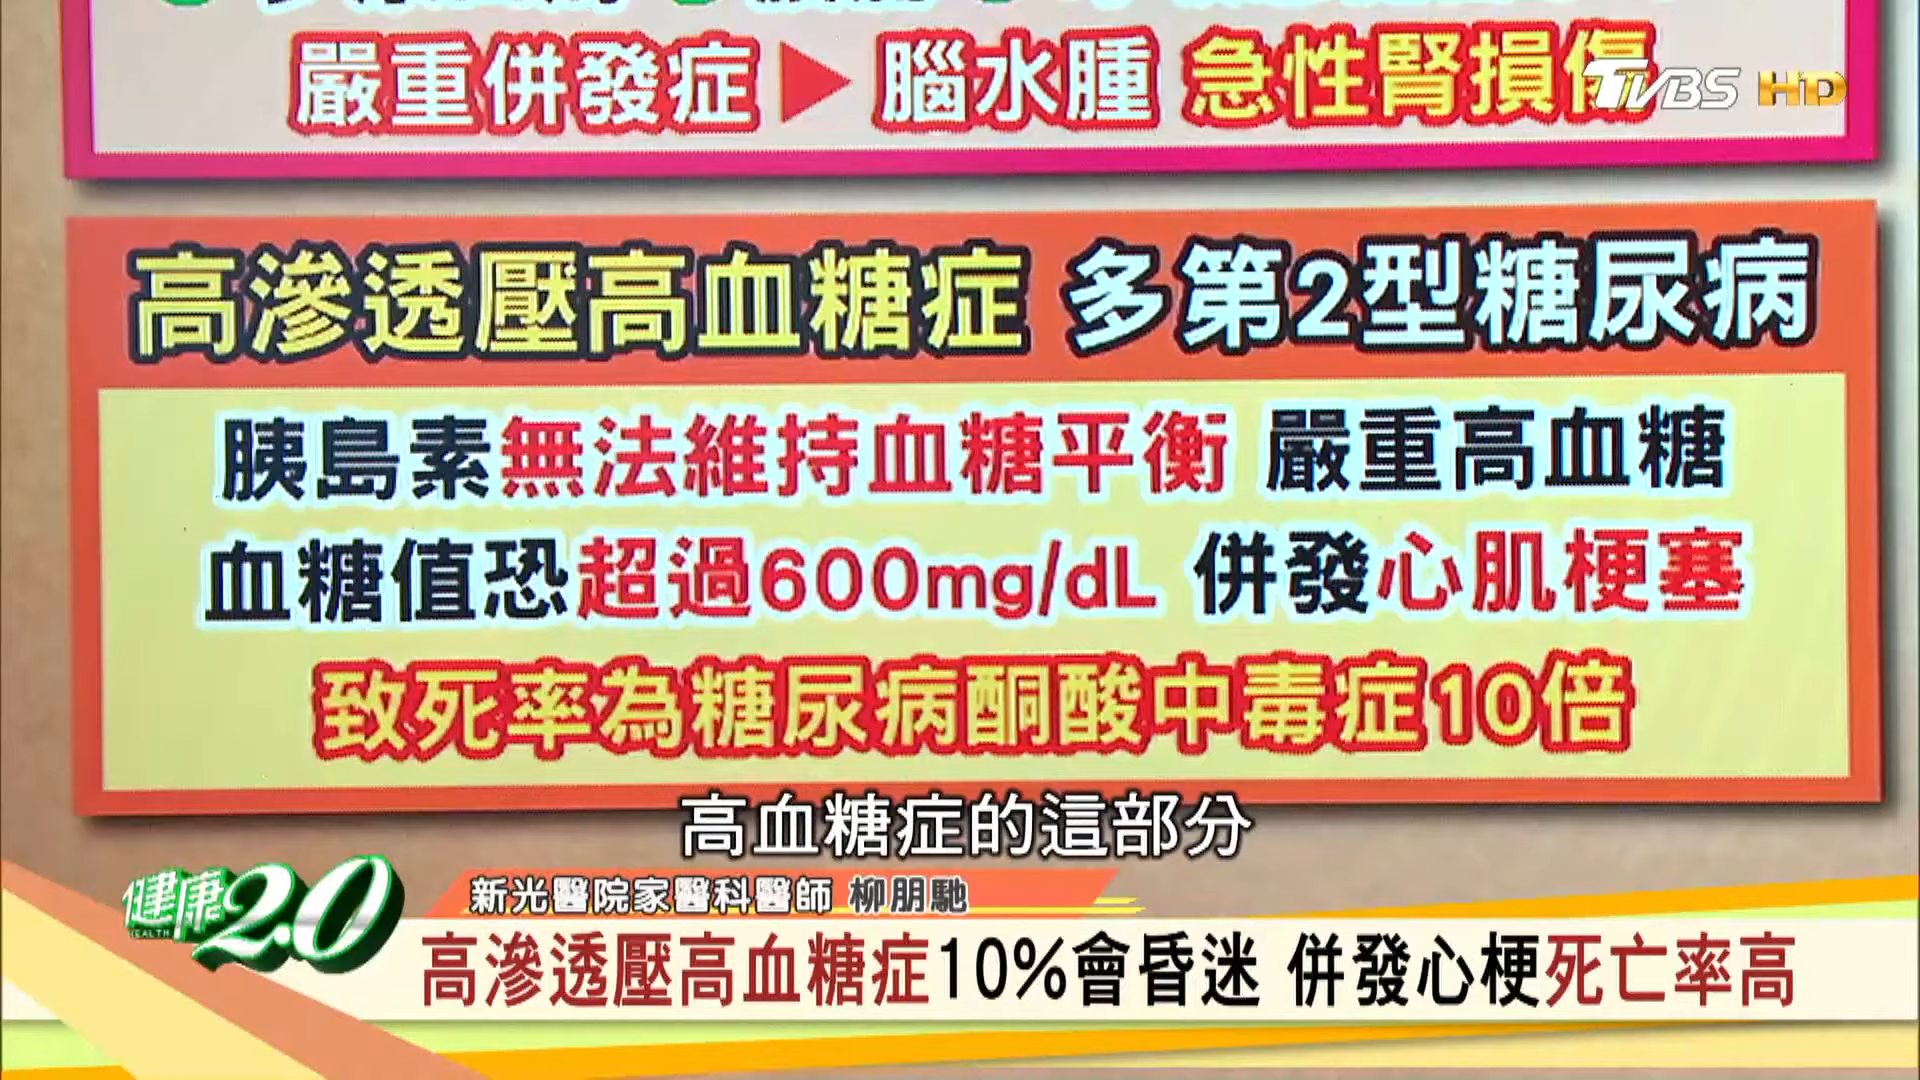 嚴重併發症▶腦水腫 急性腎損傷
TVBS HD
高滲透壓高血糖症 多第2型糖尿病
胰島素無法維持血糖平衡 嚴重高血糖
血糖值恐超過600mg/dL 併發心肌梗塞
致死率為糖尿病酮酸中毒症10倍
高血糖症的這部分
健康2.0
HEALTH
新光醫院家醫科醫師 柳朋馳
高滲透壓高血糖症10%會昏迷 併發心梗死亡率高